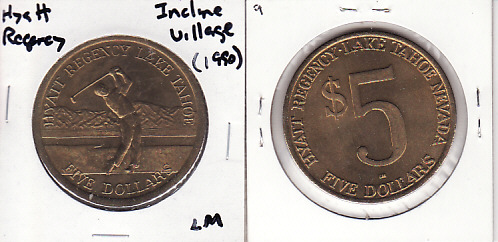 Hyatt
Regency
Incline
Village
(1980)
HYATT REGENCY LAKE TAHOE
FIVE DOLLARS
LM
9
HYATT REGENCY·LAKE TAHOE NEVADA
$5
FIVE DOLLARS